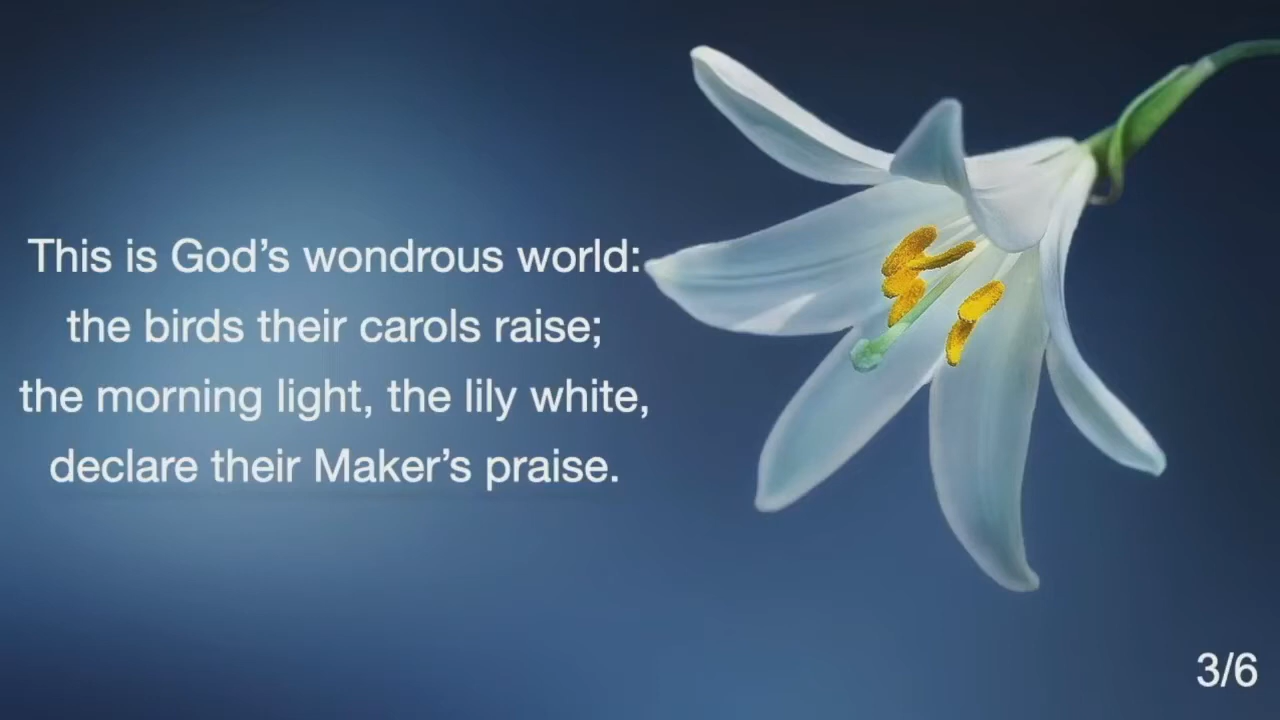 This is God’s wondrous world:
the birds their carols raise;
the morning light, the lily white,
declare their Maker’s praise.
3/6